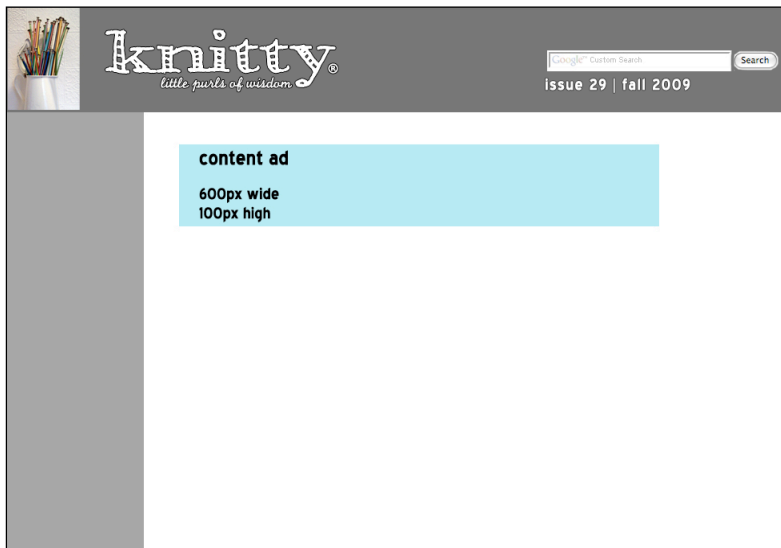 knitty®
little purls of wisdom
Google™ Custom Search
Search
issue 29 | fall 2009
content ad
600px wide
100px high